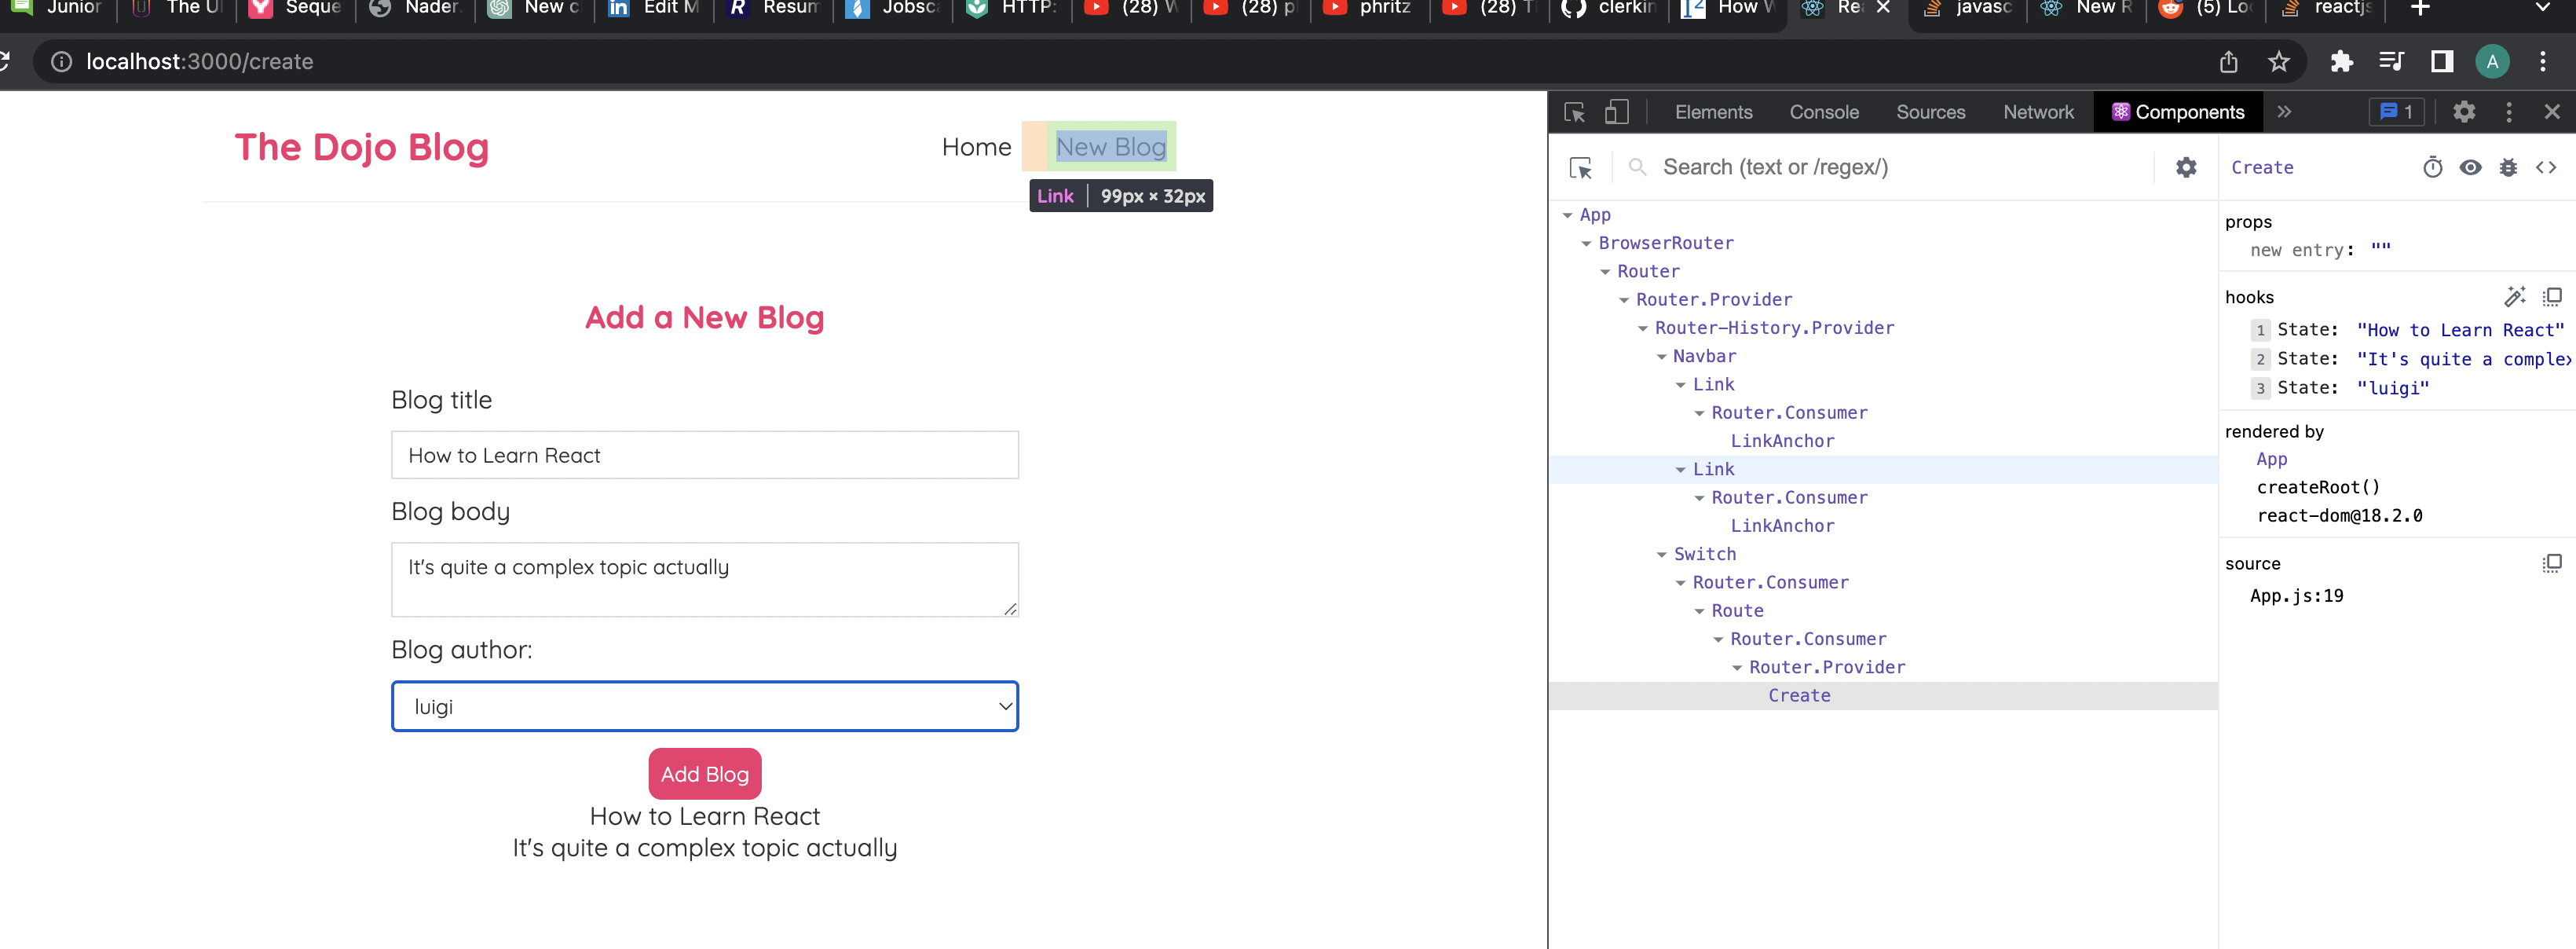 Junior
The Ul
Seque
Nader
New c
Edit M
Resum
Jobsca
HTTP:
(28) W
(28) p
phritz
(28) T
clerkin
How W
Rea
javasc
New R
(5) Lo
reactjs
localhost:3000/create
A
The Dojo Blog
Home
New Blog
Link
99px × 32px
Add a New Blog
Blog title
How to Learn React
Blog body
It's quite a complex topic actually
Blog author:
luigi
Add Blog
How to Learn React
It's quite a complex topic actually
Elements
Console
Sources
Network
Components
1
Search (text or /regex/)
App
BrowserRouter
Router
Router.Provider
Router-History.Provider
Navbar
Link
Router.Consumer
LinkAnchor
Link
Router.Consumer
LinkAnchor
Switch
Router.Consumer
Route
Router.Consumer
Router.Provider
Create
Create
props
new entry: ""
hooks
1 State: "How to Learn React"
2 State: "It's quite a complex
3 State: "luigi"
rendered by
App
createRoot()
react-dom@18.2.0
source
App.js:19